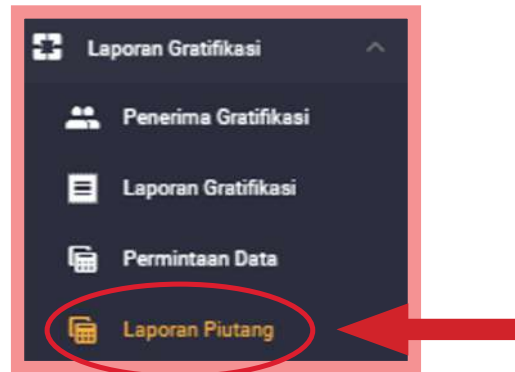 Laporan Gratifikasi
Penerima Gratifikasi
Laporan Gratifikasi
Permintaan Data
Laporan Piutang